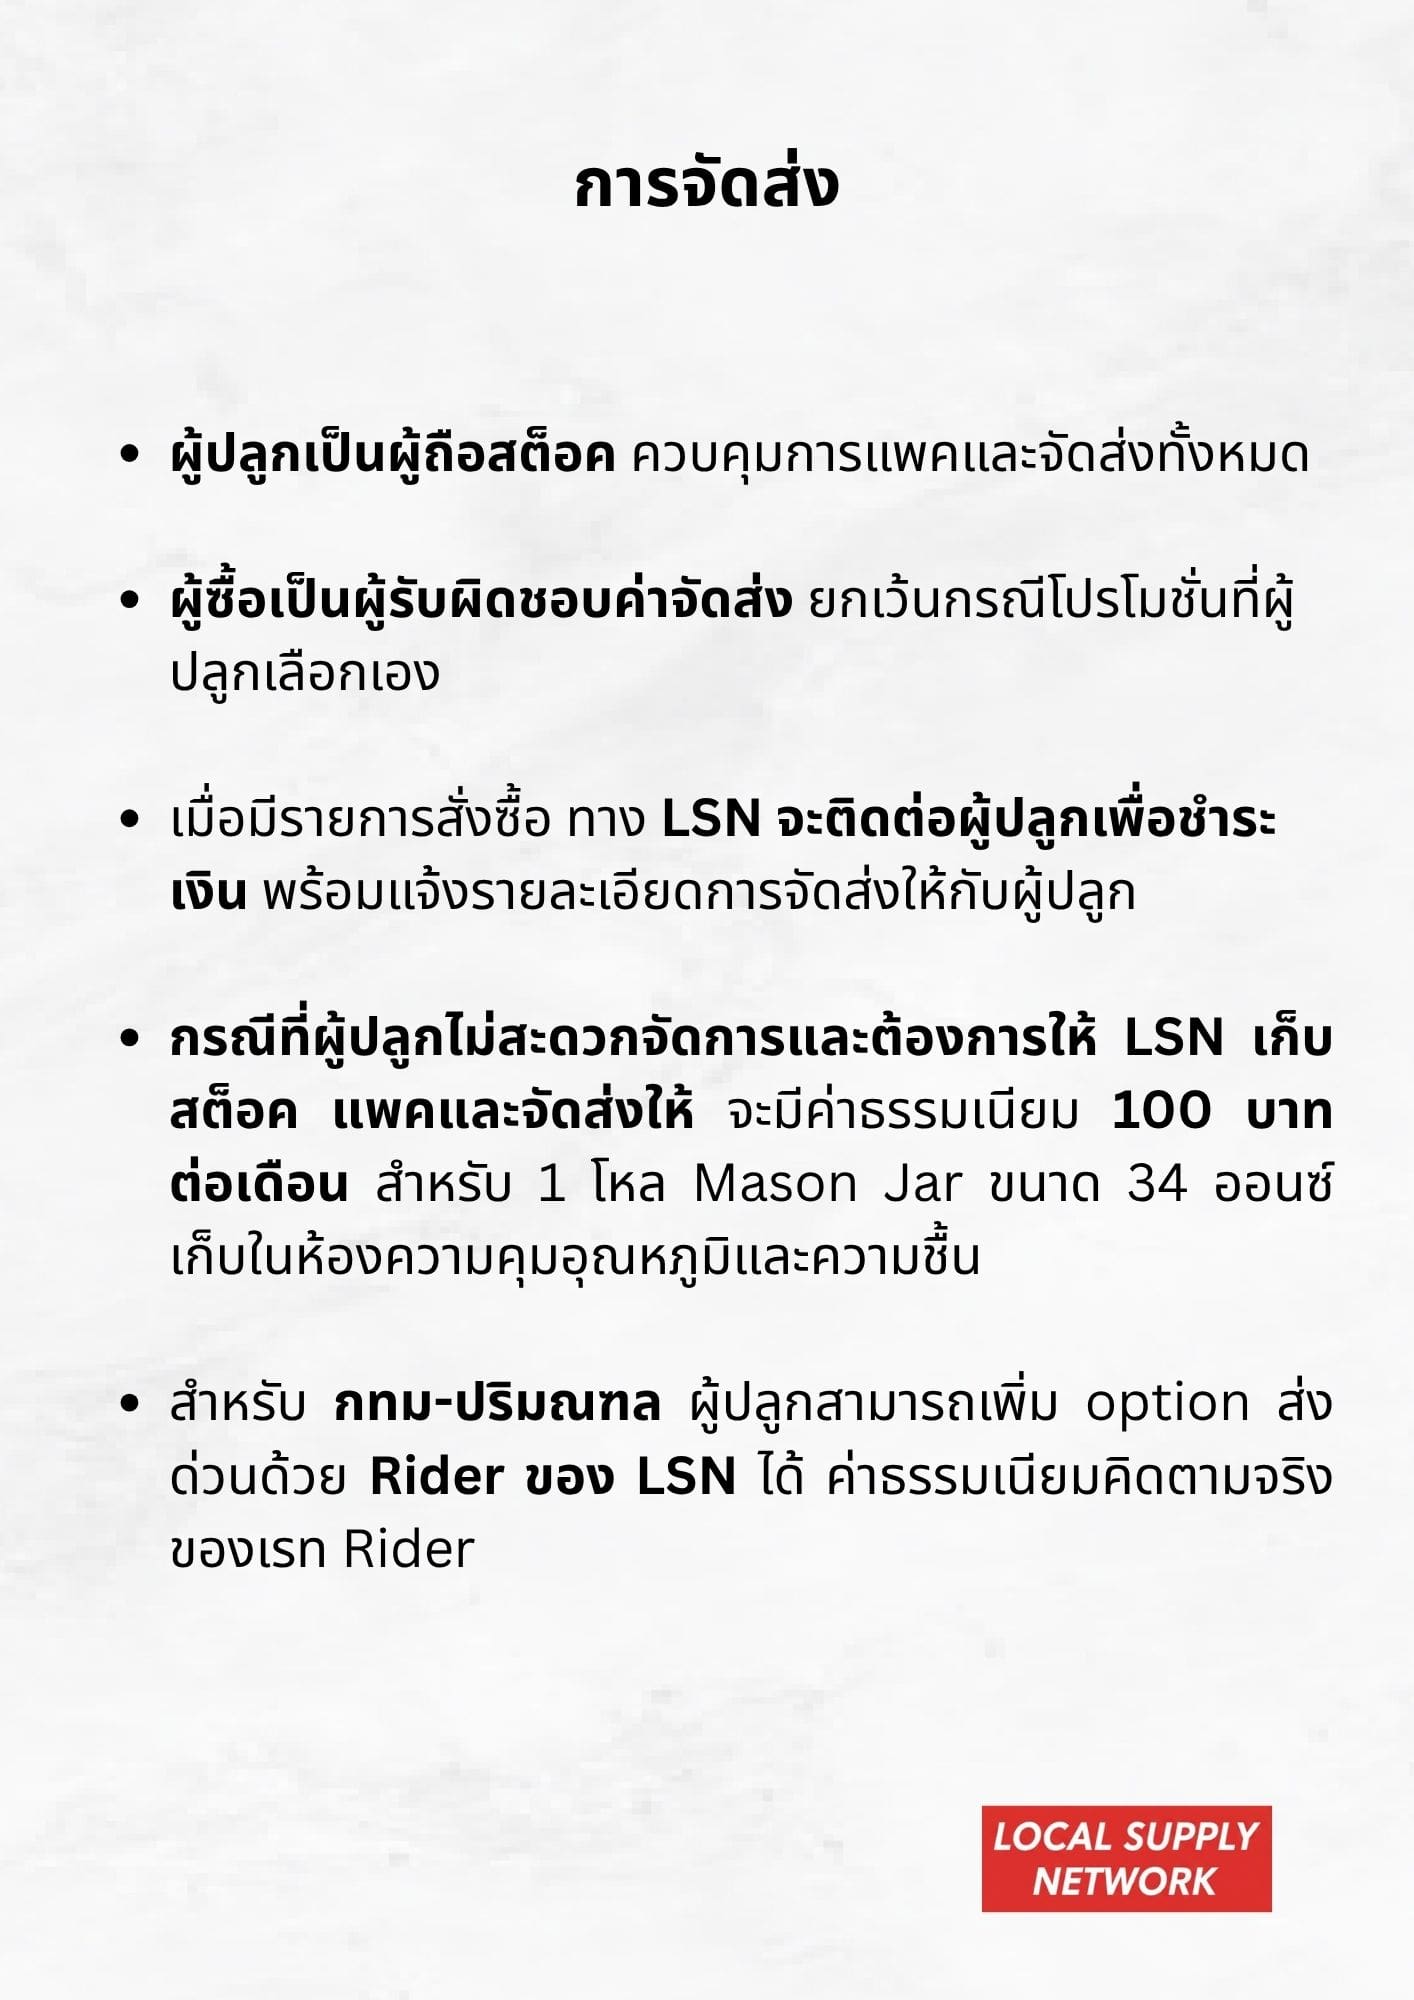 การจัดส่ง
• ผู้ปลูกเป็นผู้ถือสต็อค ควบคุมการแพคและจัดส่งทั้งหมด
• ผู้ซื้อเป็นผู้รับผิดชอบค่าจัดส่ง ยกเว้นกรณีโปรโมชั่นที่ผู้
ปลูกเลือกเอง
• เมื่อมีรายการสั่งซื้อ ทาง LSN จะติดต่อผู้ปลูกเพื่อชำระ
เงิน พร้อมแจ้งรายละเอียดการจัดส่งให้กับผู้ปลูก
• กรณีที่ผู้ปลูกไม่สะดวกจัดการและต้องการให้ LSN เก็บ
สต็อค แพคและจัดส่งให้ จะมีค่าธรรมเนียม 100 บาท
ต่อเดือน สำหรับ 1 โหล Mason Jar ขนาด 34 ออนซ์
เก็บในห้องความคุมอุณหภูมิและความชื้น
• สำหรับ กทม-ปริมณฑล ผู้ปลูกสามารถเพิ่ม option ส่ง
ด่วนด้วย Rider ของ LSN ได้ ค่าธรรมเนียมคิดตามจริง
ของเรท Rider
LOCAL SUPPLY
NETWORK